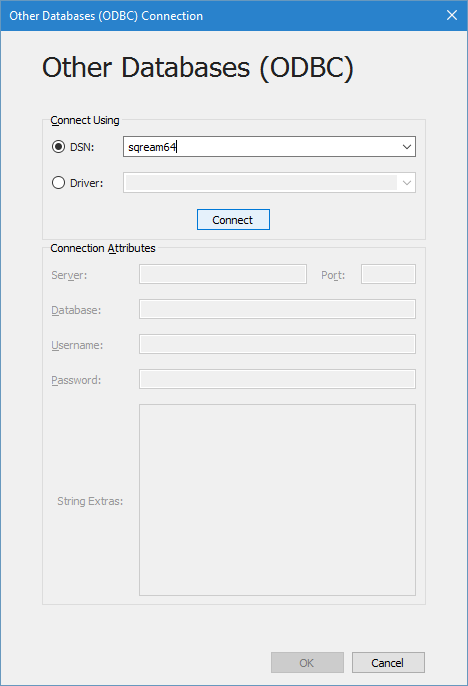 Other Databases (ODBC) Connection
Other Databases (ODBC)
Connect Using
DSN: sqream64
Driver:
Connect
Connection Attributes
Server: Port:
Database:
Username:
Password:
String Extras:
OK Cancel